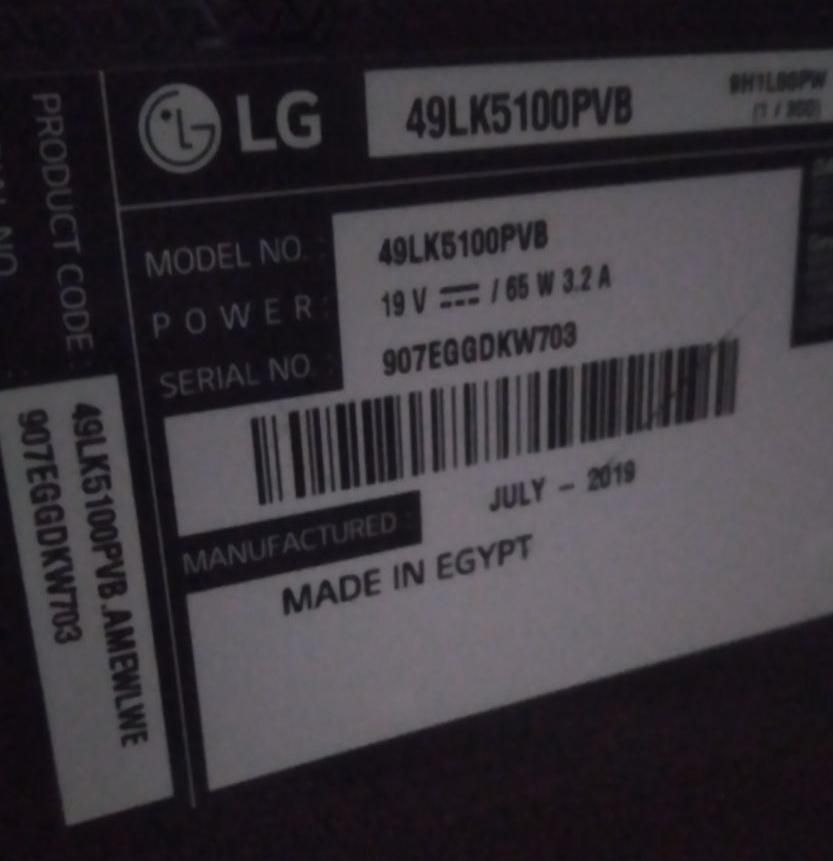 LG
49LK5100PVB
MODEL NO. : 49LK5100PVB
POWER : 19 V / 65 W 3.2 A
SERIAL NO. : 907EGGDKW703
JULY - 2019
MANUFACTURED :
MADE IN EGYPT
PRODUCT CODE : 49LK5100PVB.AMEWLWE
907EGGDKW703